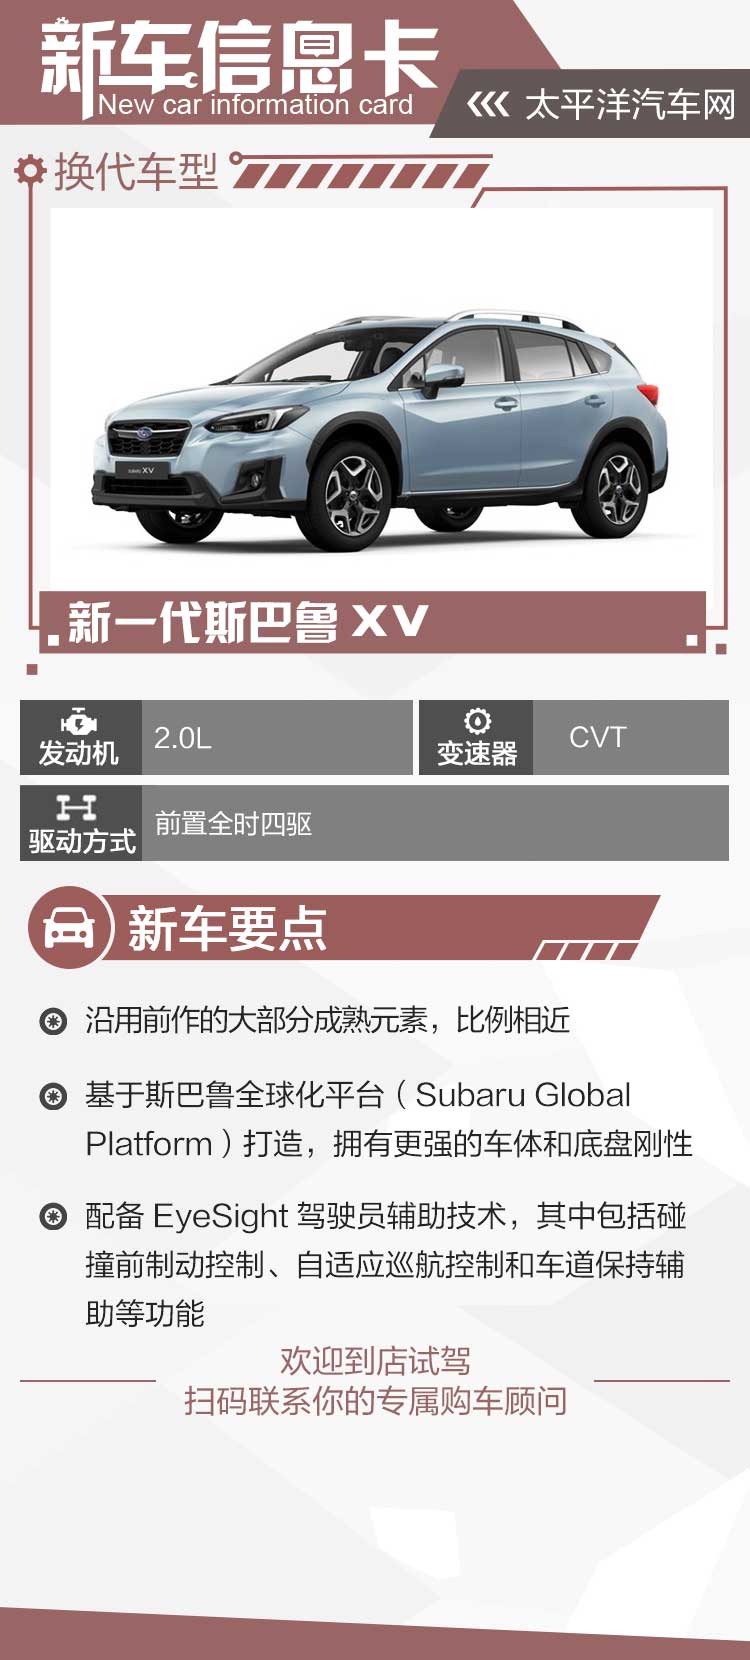 新车信息卡
New car information card
太平洋汽车网
换代车型
SUBARU XV
新一代斯巴鲁 XV
发动机
2.0L
变速器
CVT
驱动方式
前置全时四驱
新车要点
沿用前作的大部分成熟元素，比例相近
基于斯巴鲁全球化平台（Subaru Global
Platform）打造，拥有更强的车体和底盘刚性
配备 EyeSight 驾驶员辅助技术，其中包括碰
撞前制动控制、自适应巡航控制和车道保持辅
助等功能
欢迎到店试驾
扫码联系你的专属购车顾问